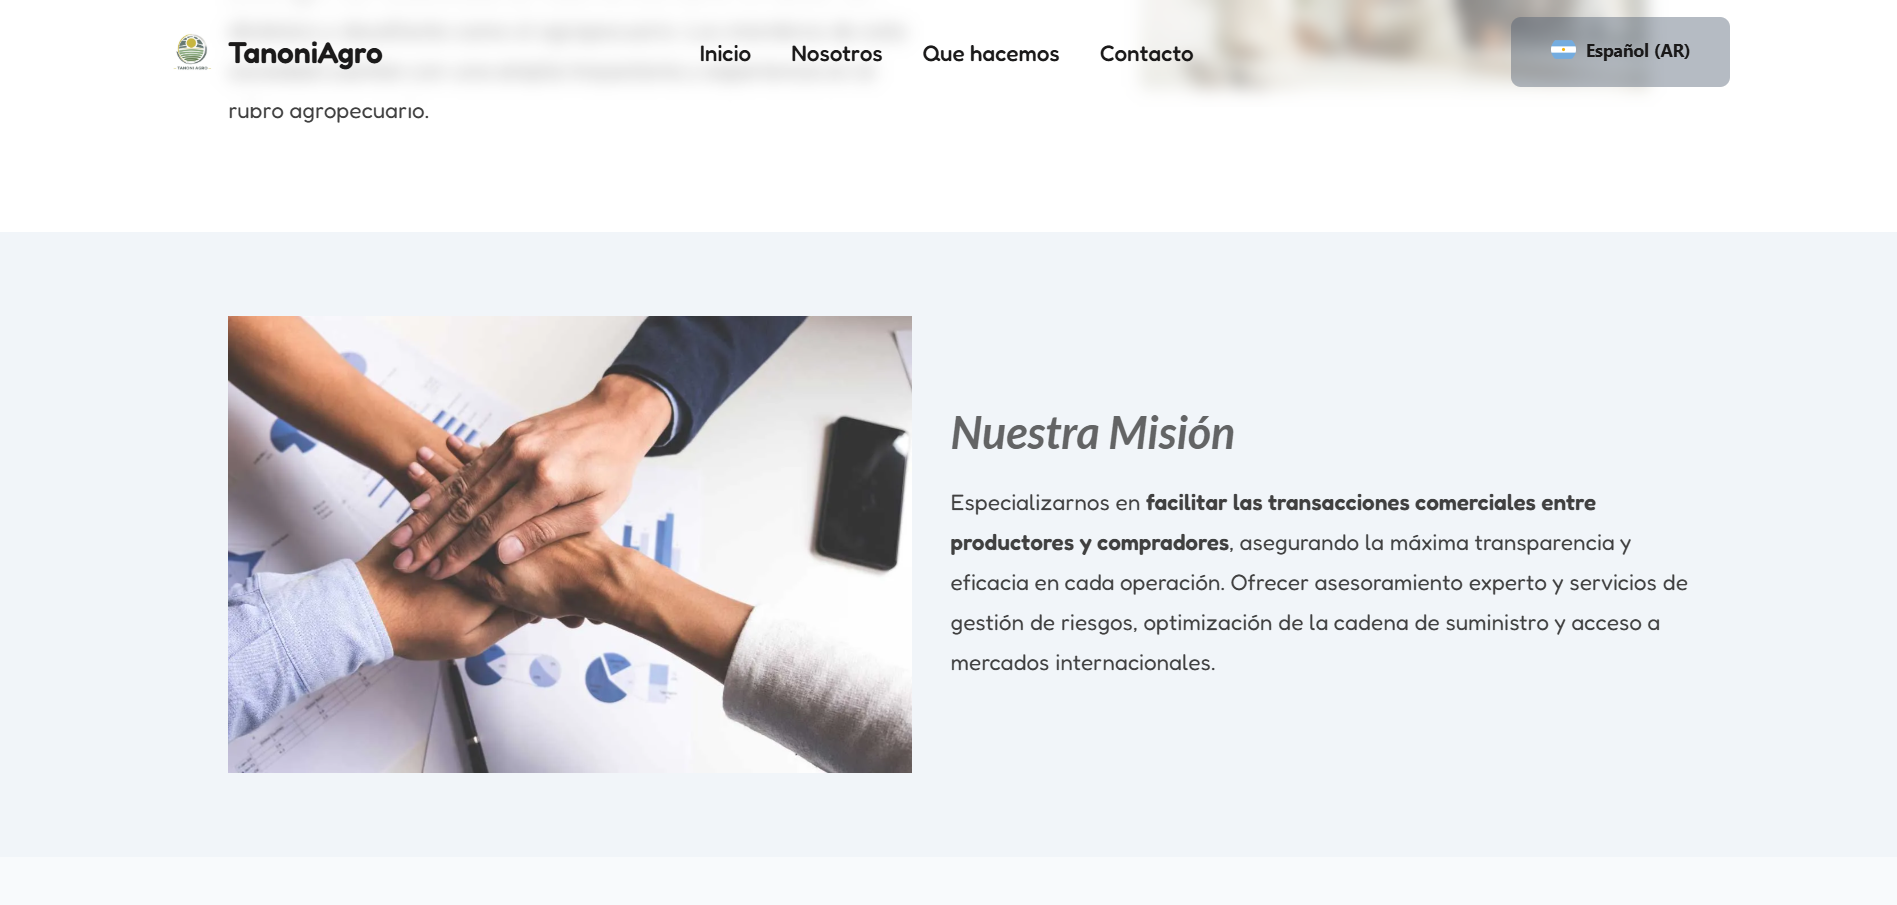 TanoniAgro
Inicio
Nosotros
Que hacemos
Contacto
Español (AR)
TANONI AGRO
rubro agropecuario.
Nuestra Misión
Especializarnos en facilitar las transacciones comerciales entre
productores y compradores, asegurando la máxima transparencia y
eficacia en cada operación. Ofrecer asesoramiento experto y servicios de
gestión de riesgos, optimización de la cadena de suministro y acceso a
mercados internacionales.